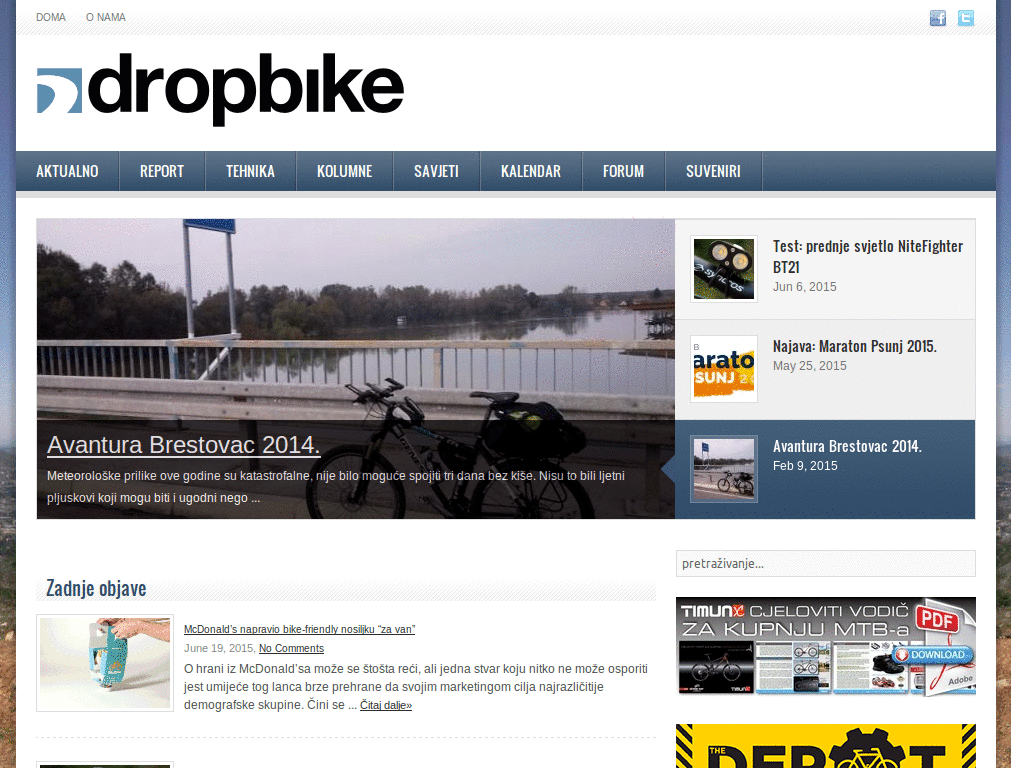 DOMA O NAMA
dropbike
AKTUALNO REPORT TEHNIKA KOLUMNE SAVJETI KALENDAR FORUM SUVENIRI
Avantura Brestovac 2014.
Meteorološke prilike ove godine su katastrofalne, nije bilo moguće spojiti tri dana bez kiše. Nisu to bili ljetni
pljuskovi koji mogu biti i ugodni nego ...
Test: prednje svjetlo NiteFighter
BT21
Jun 6, 2015
Najava: Maraton Psunj 2015.
May 25, 2015
Avantura Brestovac 2014.
Feb 9, 2015
Zadnje objave
McDonald's napravio bike-friendly nosiljku “za van”
June 19, 2015, No Comments
O hrani iz McDonald'sa može se štošta reći, ali jedna stvar koju nitko ne može osporiti
jest umijeće tog lanca brze prehrane da svojim marketingom cilja najrazličitije
demografske skupine. Čini se ... Čitaj dalje»
pretraživanje...
TIMUN X CJELOVITI VODIČ
ZA KUPNJU MTB-a
PDF
DOWNLOAD
Adobe
THE
DEPOT